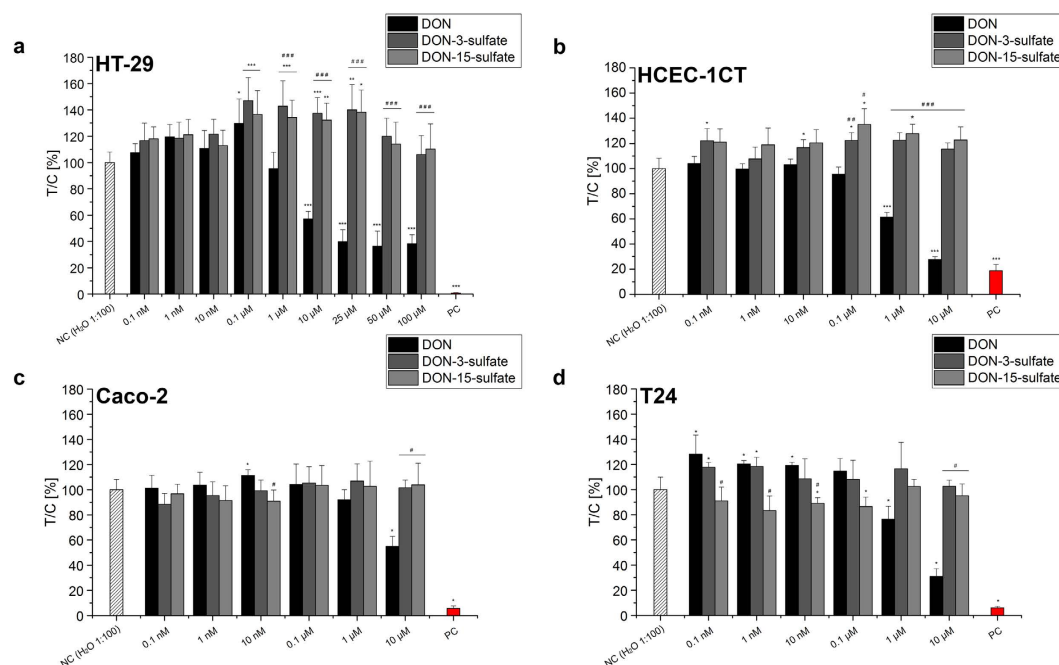 a
HT-29
DON
DON-3-sulfate
DON-15-sulfate
T/C [%]
180
160
140
120
100
80
60
40
20
0
*
***
###
***
###
***
**
***
###
**
*
***
###
***
###
***
***
NC (H₂O 1:100)
0.1 nM
1 nM
10 nM
0.1 µM
1 µM
10 µM
25 µM
50 µM
100 µM
PC
b
HCEC-1CT
DON
DON-3-sulfate
DON-15-sulfate
T/C [%]
180
160
140
120
100
80
60
40
20
0
*
*
##
*
#
*
###
*
***
***
***
NC (H₂O 1:100)
0.1 nM
1 nM
10 nM
0.1 µM
1 µM
10 µM
PC
c
Caco-2
DON
DON-3-sulfate
DON-15-sulfate
T/C [%]
180
160
140
120
100
80
60
40
20
0
*
#
#
*
*
NC (H₂O 1:100)
0.1 nM
1 nM
10 nM
0.1 µM
1 µM
10 µM
PC
d
T24
DON
DON-3-sulfate
DON-15-sulfate
T/C [%]
180
160
140
120
100
80
60
40
20
0
*
*
#
*
*
#
*
#
*
*
*
#
*
*
NC (H₂O 1:100)
0.1 nM
1 nM
10 nM
0.1 µM
1 µM
10 µM
PC